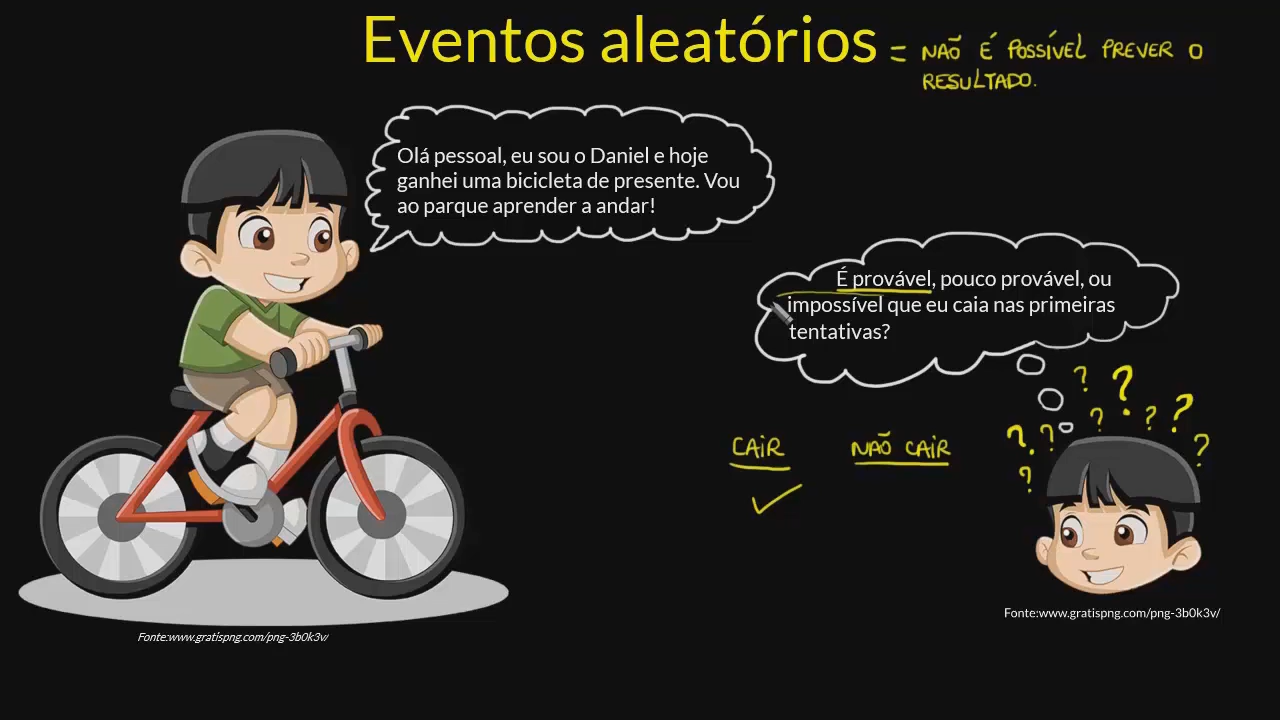 Eventos aleatórios = NÃO É POSSÍVEL PREVER O
RESULTADO.
Olá pessoal, eu sou o Daniel e hoje
ganhei uma bicicleta de presente. Vou
ao parque aprender a andar!
É provável, pouco provável, ou
impossível que eu caia nas primeiras
tentativas?
? ? ? ? ? ? ? ? ?
CAIR NÃO CAIR
Fonte:www.gratispng.com/png-3b0k3v/
Fonte:www.gratispng.com/png-3b0k3v/